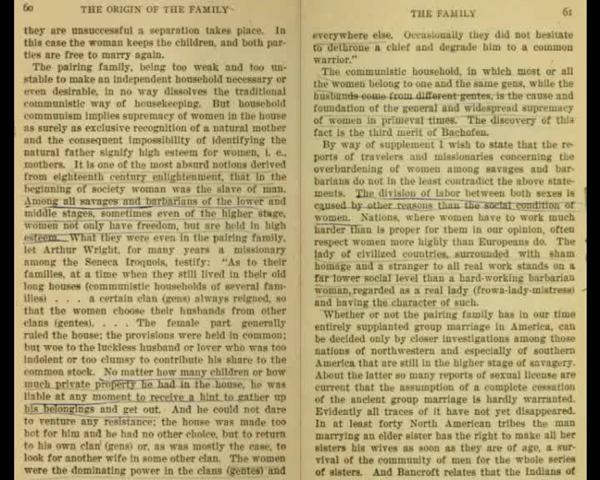 60
THE ORIGIN OF THE FAMILY
they are unsuccessful a separation takes place. In
this case the woman keeps the children, and both par-
ties are free to marry again.
The pairing family, being too weak and too un-
stable to make an independent household necessary or
even desirable, in no way dissolves the traditional
communistic way of housekeeping. But household
communism implies supremacy of women in the house
as surely as exclusive recognition of a natural mother
and the consequent impossibility of identifying the
natural father signify high esteem for women, i. e.,
mothers. It is one of the most absurd notions derived
from eighteenth century enlightenment, that in the
beginning of society woman was the slave of man.
Among all savages and barbarians of the lower and
middle stages, sometimes even of the higher stage,
women not only have freedom, but are held in high
esteem. What they were even in the pairing family,
let Arthur Wright, for many years a missionary
among the Seneca Iroquois, testify: "As to their
families, at a time when they still lived in their old
long houses (communistic households of several fam-
ilies) . . . a certain clan (gens) always reigned, so
that the women choose their husbands from other
clans (gentes). . . . The female part generally
ruled the house; the provisions were held in common;
but woe to the luckless husband or lover who was too
indolent or too clumsy to contribute his share to the
common stock. No matter how many children or how
much private property he had in the house, he was
liable at any moment to receive a hint to gather up
his belongings and get out. And he could not dare
to venture any resistance; the house was made too
hot for him and he had no other choice, but to return
to his own clan (gens) or, as was mostly the case, to
look for another wife in some other clan. The women
were the dominating power in the clans (gentes) and
THE FAMILY
61
everywhere else. Occasionally they did not hesitate
to dethrone a chief and degrade him to a common
warrior."
The communistic household, in which most or all
the women belong to one and the same gens, while the
husbands come from different gentes, is the cause and
foundation of the general and widespread supremacy
of women in primeval times. The discovery of this
fact is the third merit of Bachofen.
By way of supplement I wish to state that the re-
ports of travelers and missionaries concerning the
overburdening of women among savages and bar-
barians do not in the least contradict the above state-
ments. The division of labor between both sexes is
caused by other reasons than the social condition of
women. Nations, where women have to work much
harder than is proper for them in our opinion, often
respect women more highly than Europeans do. The
lady of civilized countries, surrounded with sham
homage and a stranger to all real work stands on a
far lower social level than a hard-working barbarian
woman, regarded as a real lady (frowa-lady-mistress)
and having the character of such.
Whether or not the pairing family has in our time
entirely supplanted group marriage in America, can
be decided only by closer investigations among those
nations of northwestern and especially of southern
America that are still in the higher stage of savagery.
About the latter so many reports of sexual license are
current that the assumption of a complete cessation
of the ancient group marriage is hardly warranted.
Evidently all traces of it have not yet disappeared.
In at least forty North American tribes the man
marrying an elder sister has the right to make all her
sisters his wives as soon as they are of age, a sur-
vival of the community of men for the whole series
of sisters. And Bancroft relates that the Indians of